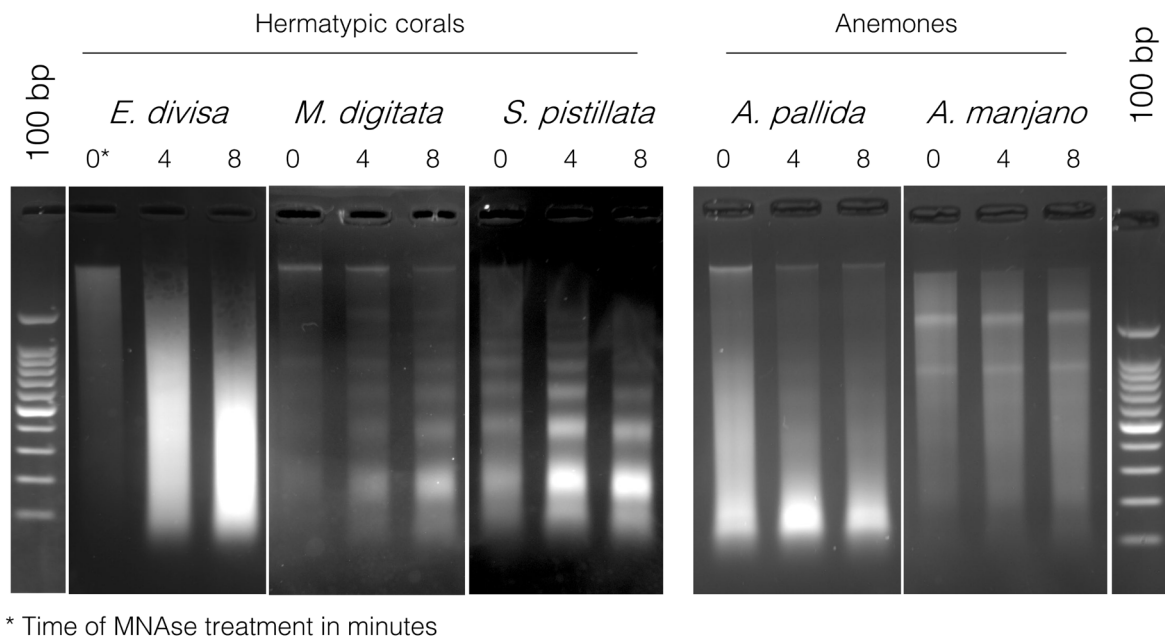 Hermatypic corals
Anemones
100 bp
E. divisa
M. digitata
S. pistillata
A. pallida
A. manjano
100 bp
0* 4 8
0 4 8
0 4 8
0 4 8
0 4 8
* Time of MNAse treatment in minutes